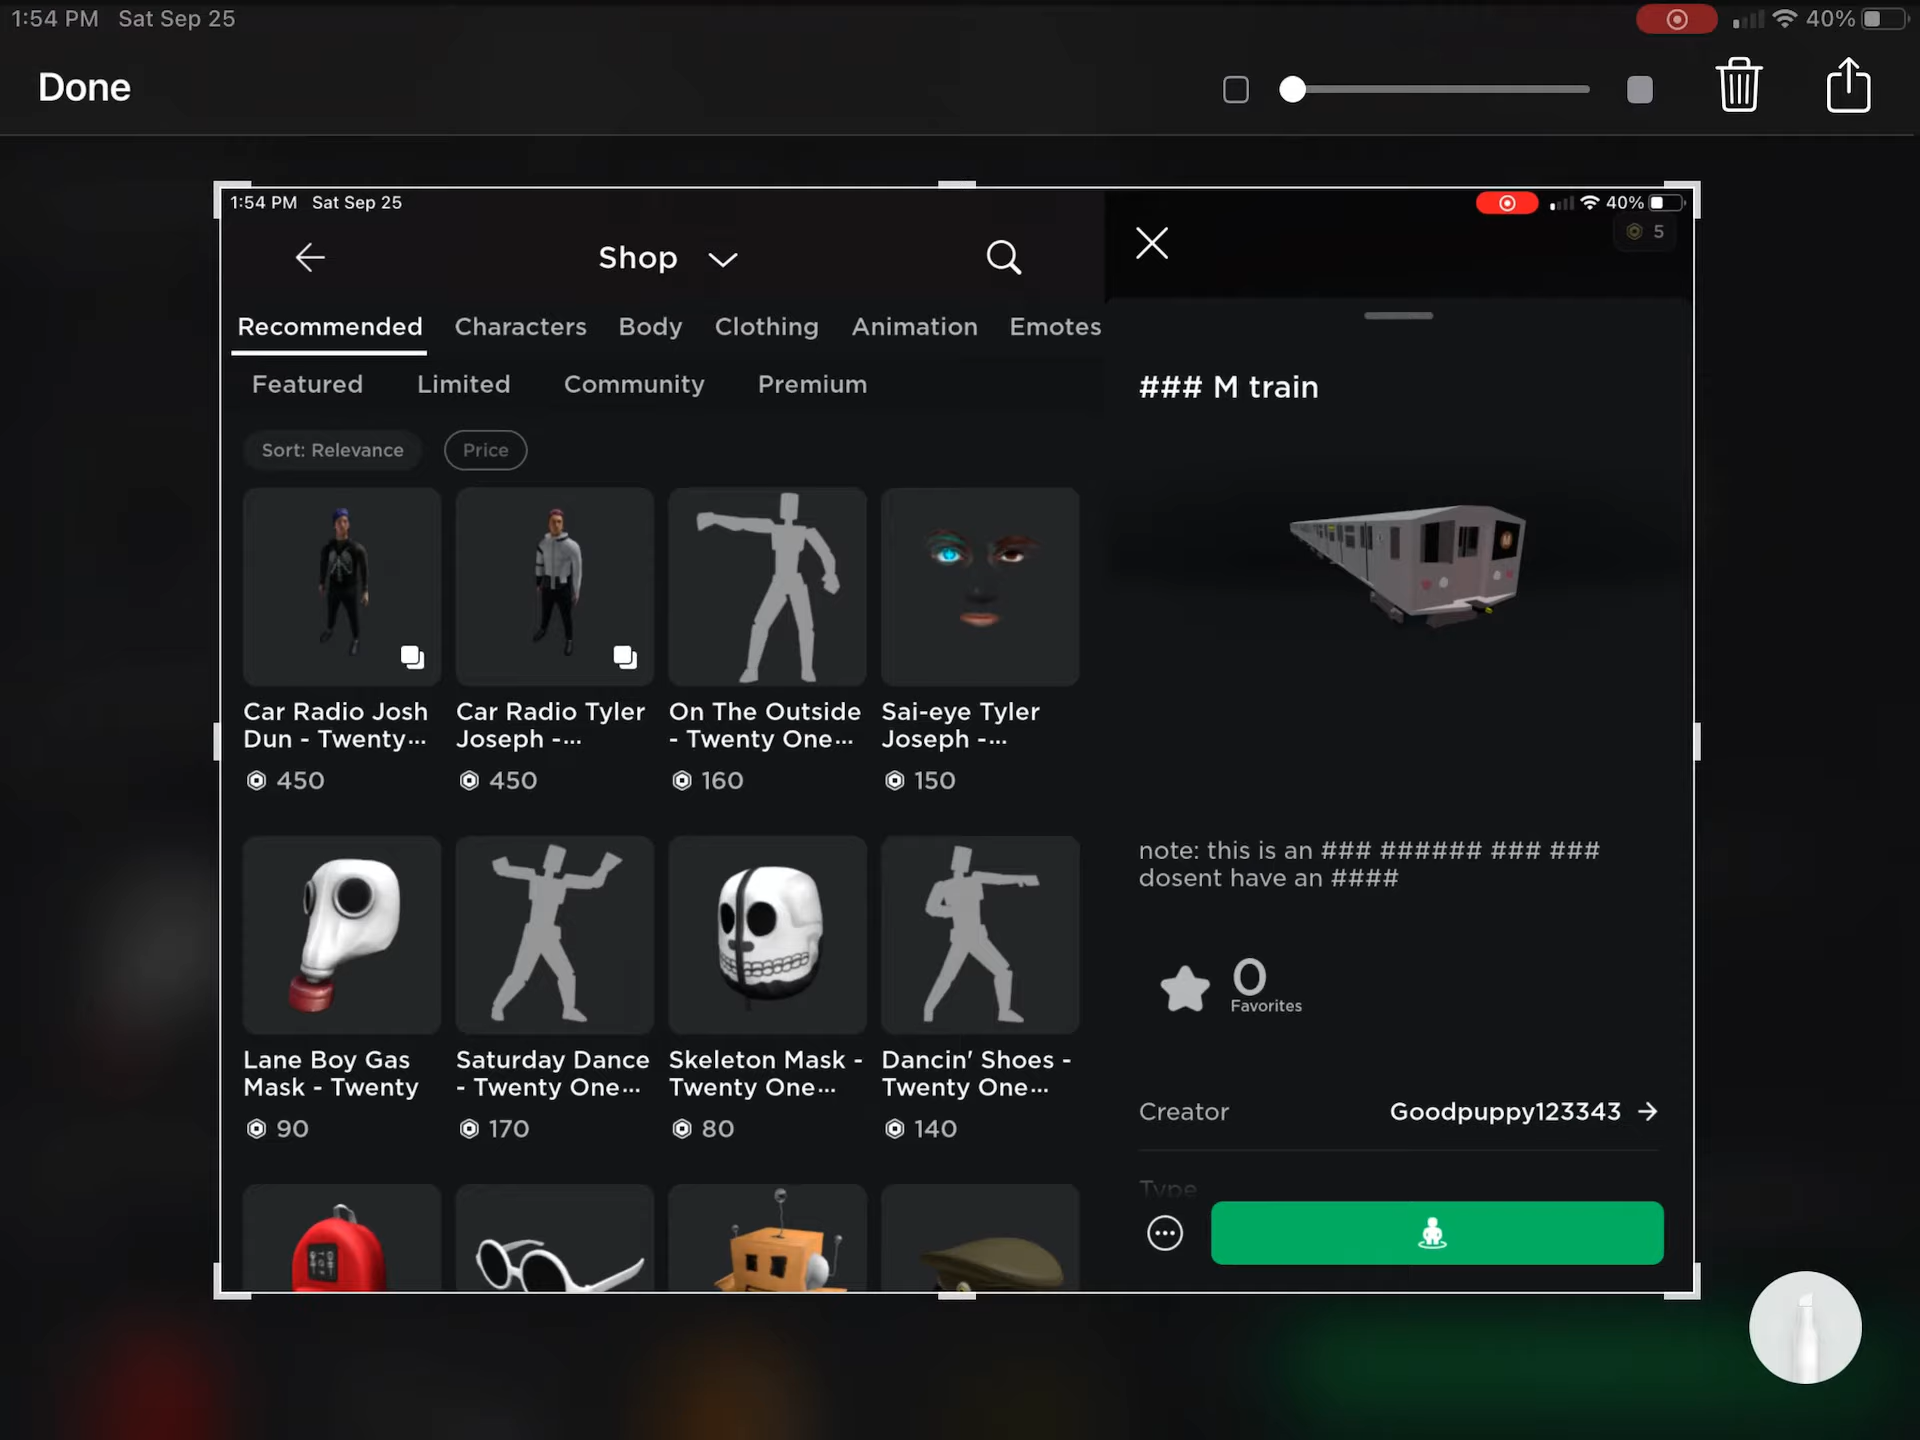 1:54 PM Sat Sep 25
40%
Done
1:54 PM Sat Sep 25
40%
5
Shop
Recommended Characters Body Clothing Animation Emotes
Featured Limited Community Premium
Sort: Relevance Price
Car Radio Josh
Dun - Twenty...
450
Car Radio Tyler
Joseph -...
450
On The Outside
- Twenty One...
160
Sai-eye Tyler
Joseph -...
150
Lane Boy Gas
Mask - Twenty
90
Saturday Dance
- Twenty One...
170
Skeleton Mask -
Twenty One...
80
Dancin' Shoes -
Twenty One...
140
### M train
M
note: this is an ### ###### ### ###
dosent have an ####
0
Favorites
Creator Goodpuppy123343
Type